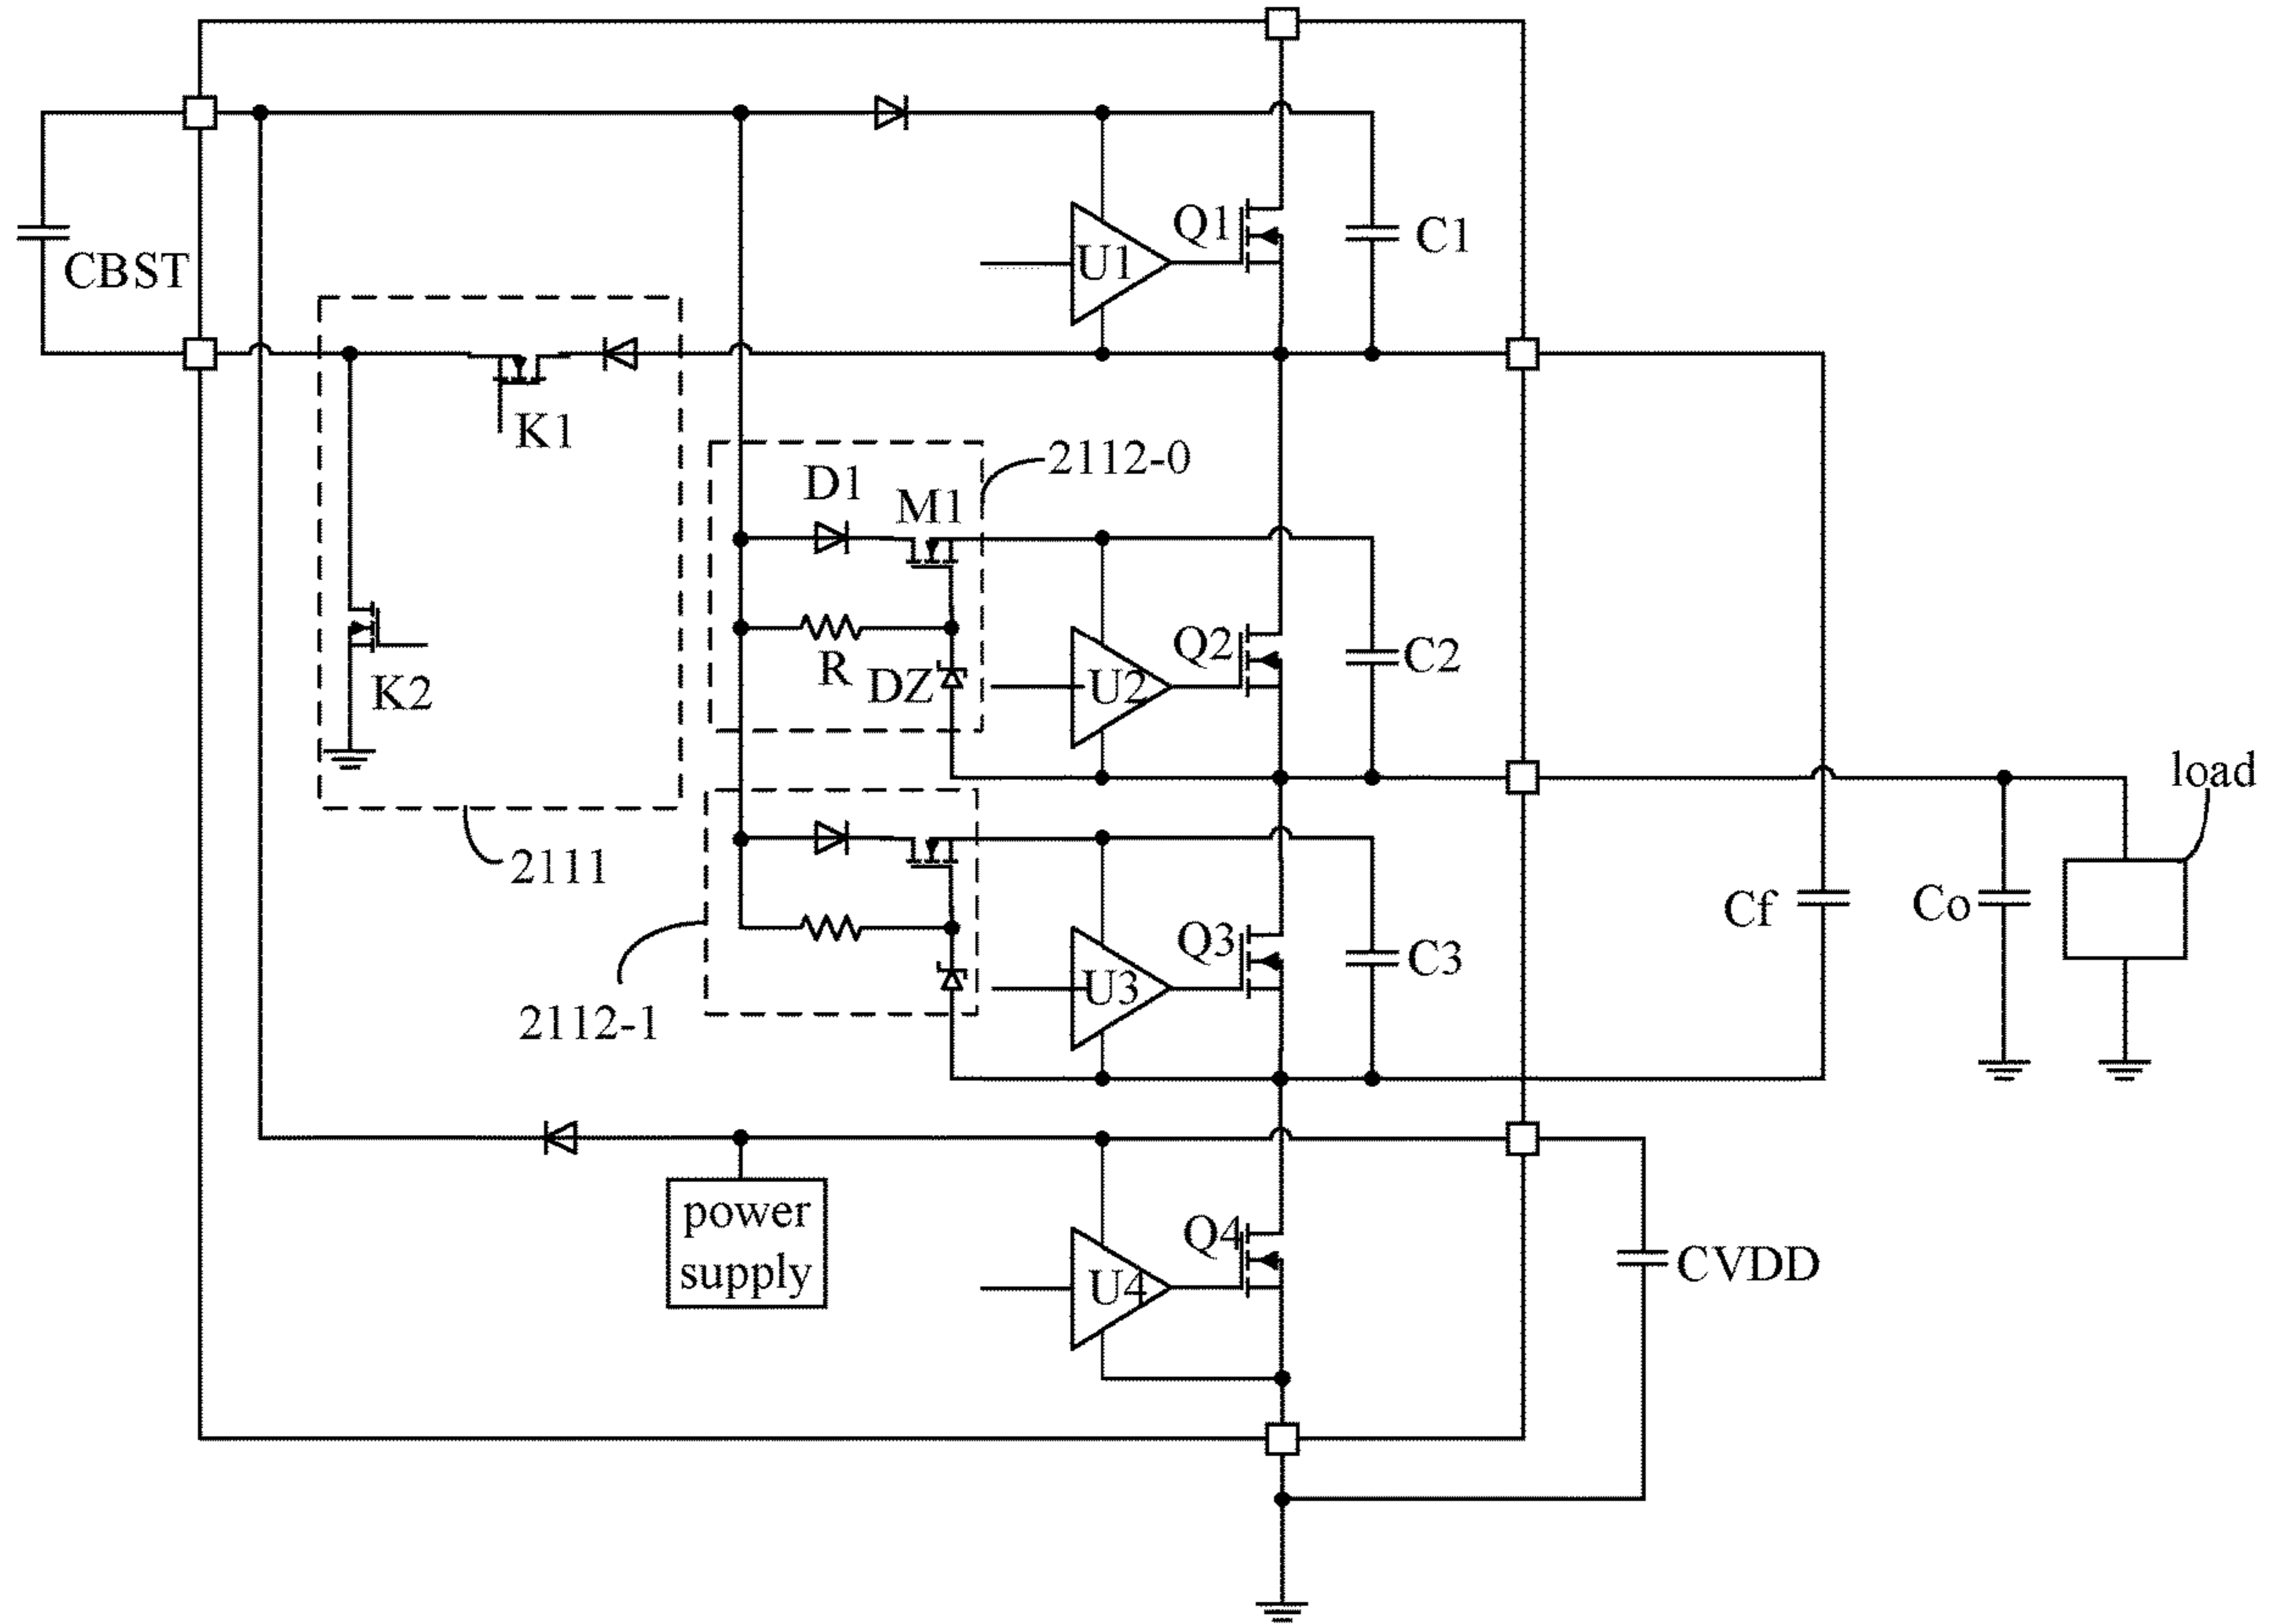 Q1
U1
C1
CBST
K1
2112-0
D1
M1
Q2
C2
R
DZ
U2
K2
load
2111
Q3
C3
U3
Cf
Co
2112-1
power
supply
Q4
U4
CVDD